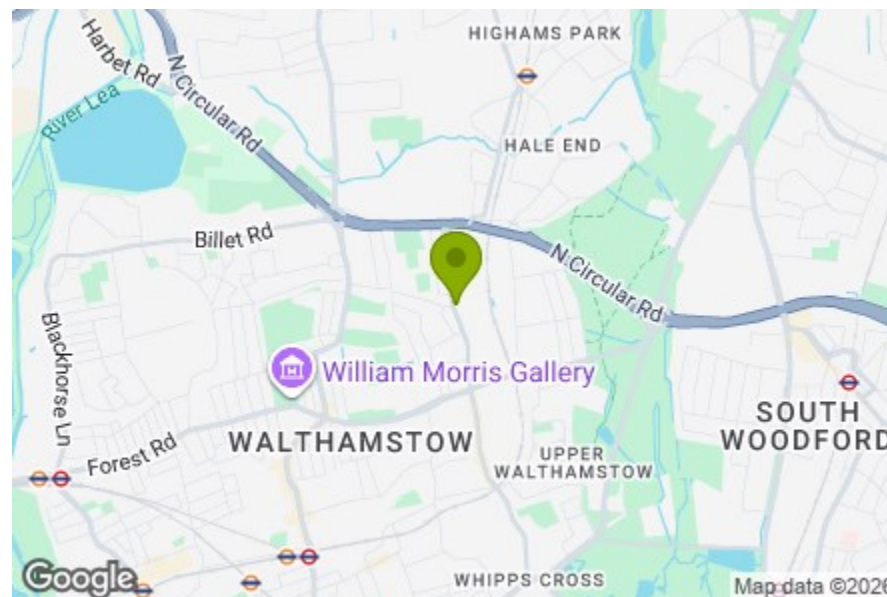 HIGHAMS PARK
Harbet Rd
N Circular Rd
River Lea
HALE END
Billet Rd
N Circular Rd
Blackhorse Ln
William Morris Gallery
SOUTH
WOODFORD
WALTHAMSTOW
Forest Rd
UPPER
WALTHAMSTOW
WHIPPS CROSS
Google
Map data ©2026